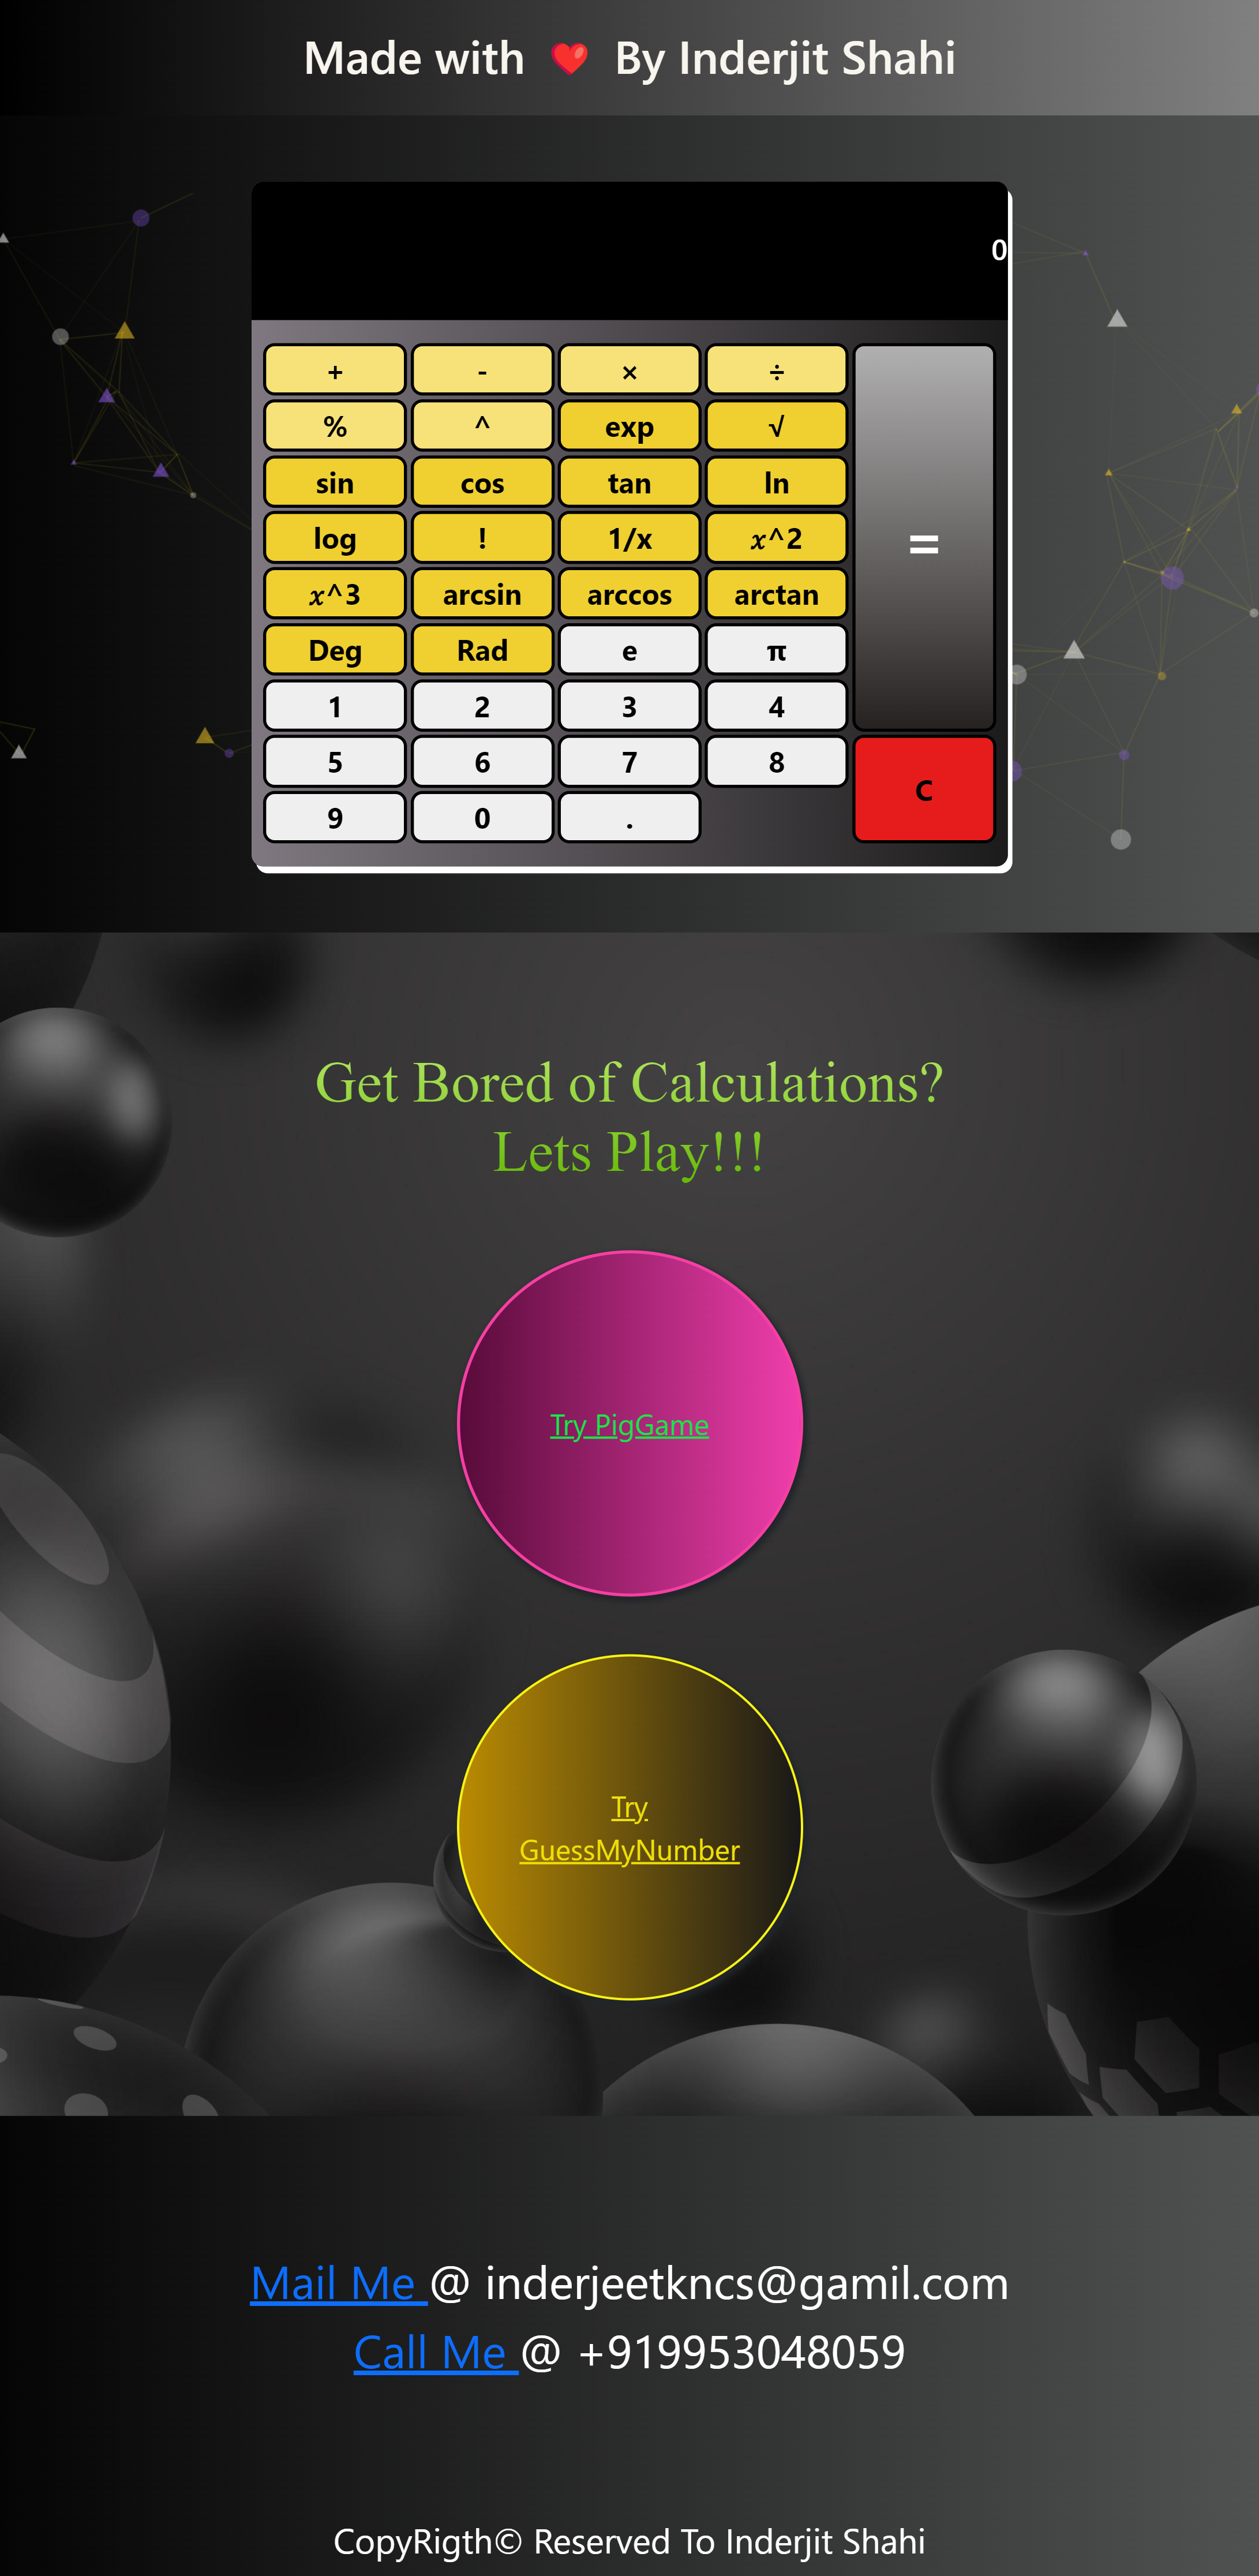 Made with ❤️ By Inderjit Shahi
0
+ - × ÷
% ^ exp √
sin cos tan ln
log ! 1/x 𝑥^2
=
𝑥^3 arcsin arccos arctan
Deg Rad e π
1 2 3 4
5 6 7 8
C
9 0 .
Get Bored of Calculations?
Lets Play!!!
Try PigGame
Try
GuessMyNumber
Mail Me @ inderjeetkncs@gamil.com
Call Me @ +919953048059
CopyRigth© Reserved To Inderjit Shahi